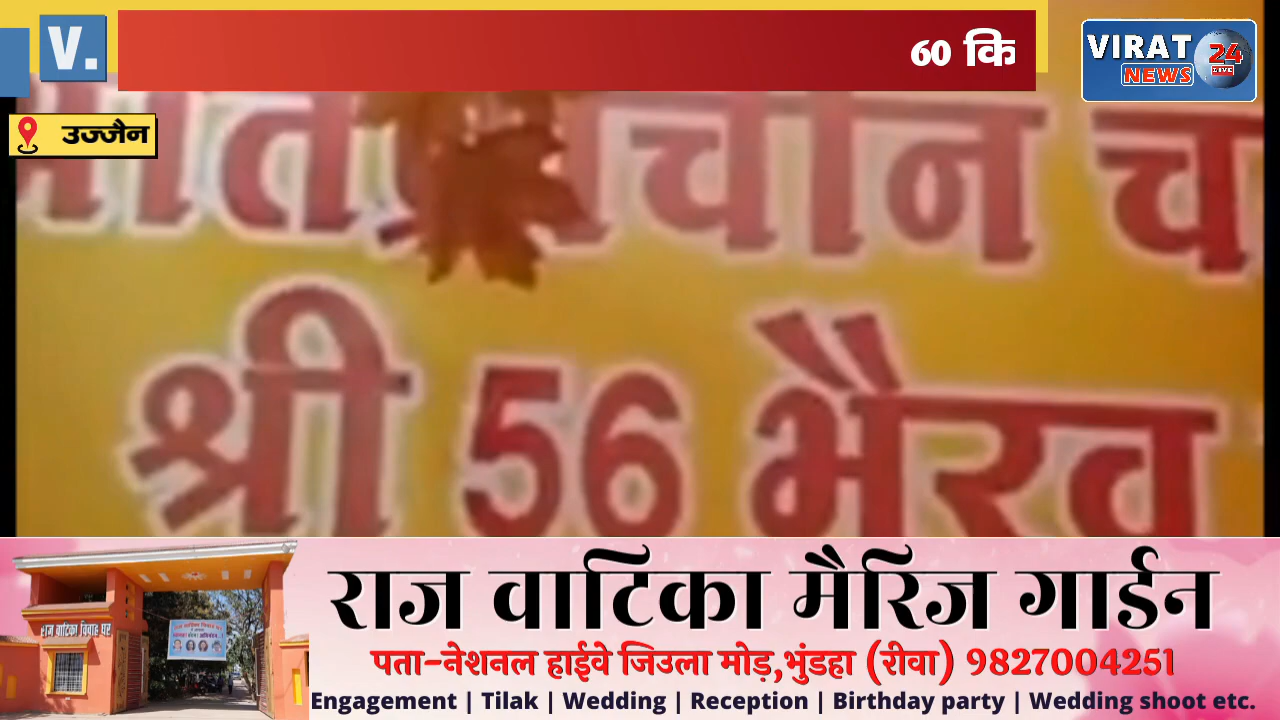 V.
60 कि
VIRAT
24
NEWS
LIVE
उज्जैन
श्री 56 भैरव
राज वाटिका विवाह घर
राज वाटिका मैरिज गार्डन
पता-नेशनल हाईवे जिउला मोड़,भुंडहा (रीवा) 9827004251
Engagement | Tilak | Wedding | Reception | Birthday party | Wedding shoot etc.